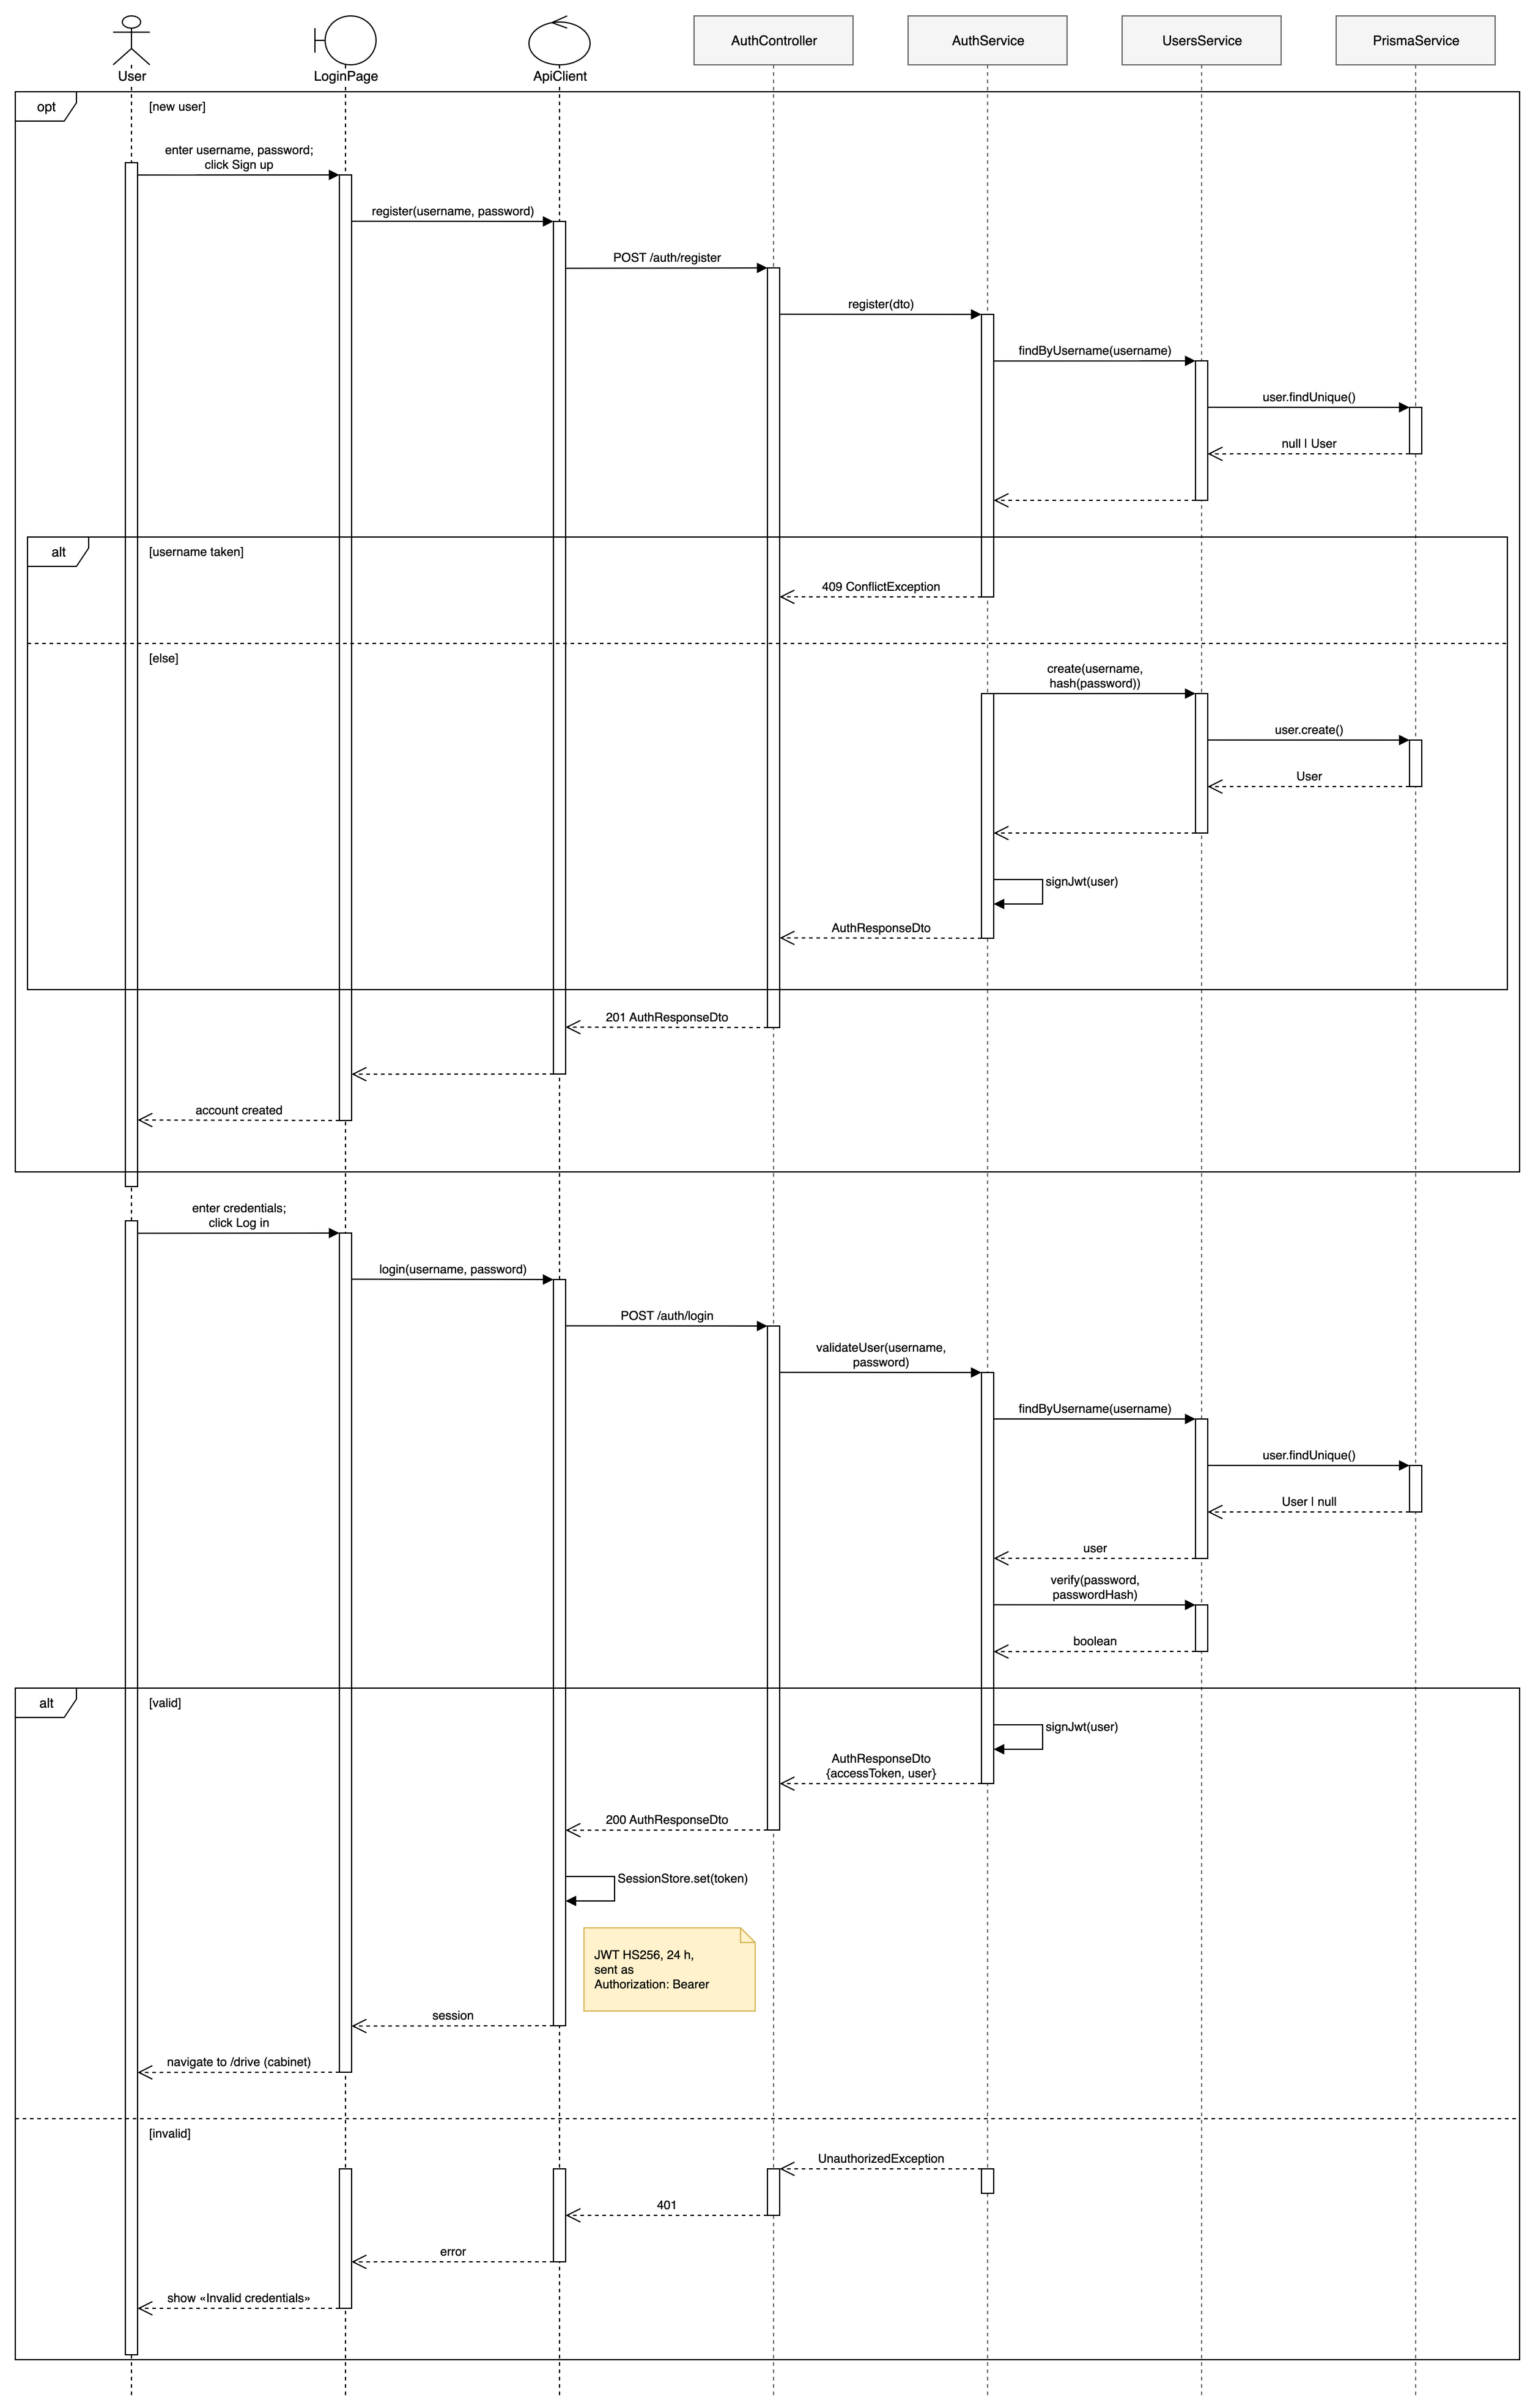 User
LoginPage
ApiClient
AuthController
AuthService
UsersService
PrismaService
opt
[new user]
enter username, password;
click Sign up
register(username, password)
POST /auth/register
register(dto)
findByUsername(username)
user.findUnique()
null | User
alt
[username taken]
409 ConflictException
[else]
create(username,
hash(password))
user.create()
User
signJwt(user)
AuthResponseDto
201 AuthResponseDto
account created
enter credentials;
click Log in
login(username, password)
POST /auth/login
validateUser(username,
password)
findByUsername(username)
user.findUnique()
User | null
user
verify(password,
passwordHash)
boolean
alt
[valid]
signJwt(user)
AuthResponseDto
{accessToken, user}
200 AuthResponseDto
SessionStore.set(token)
JWT HS256, 24 h,
sent as
Authorization: Bearer
session
navigate to /drive (cabinet)
[invalid]
UnauthorizedException
401
error
show «Invalid credentials»